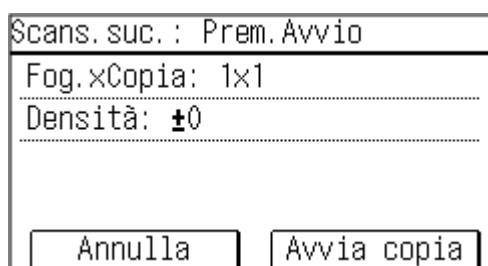 Scans.suc.: Prem.Avvio
Fog.xCopia: 1x1
Densità: ±0
Annulla
Avvia copia